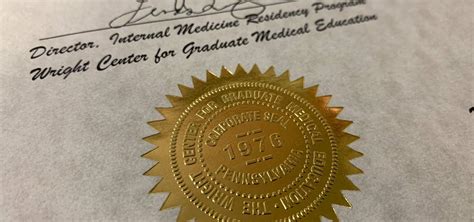 Director, Internal Medicine Residency Program
Wright Center for Graduate Medical Education
THE WRIGHT CENTER FOR GRADUATE MEDICAL EDUCATION
CORPORATE SEAL
1976
PENNSYLVANIA